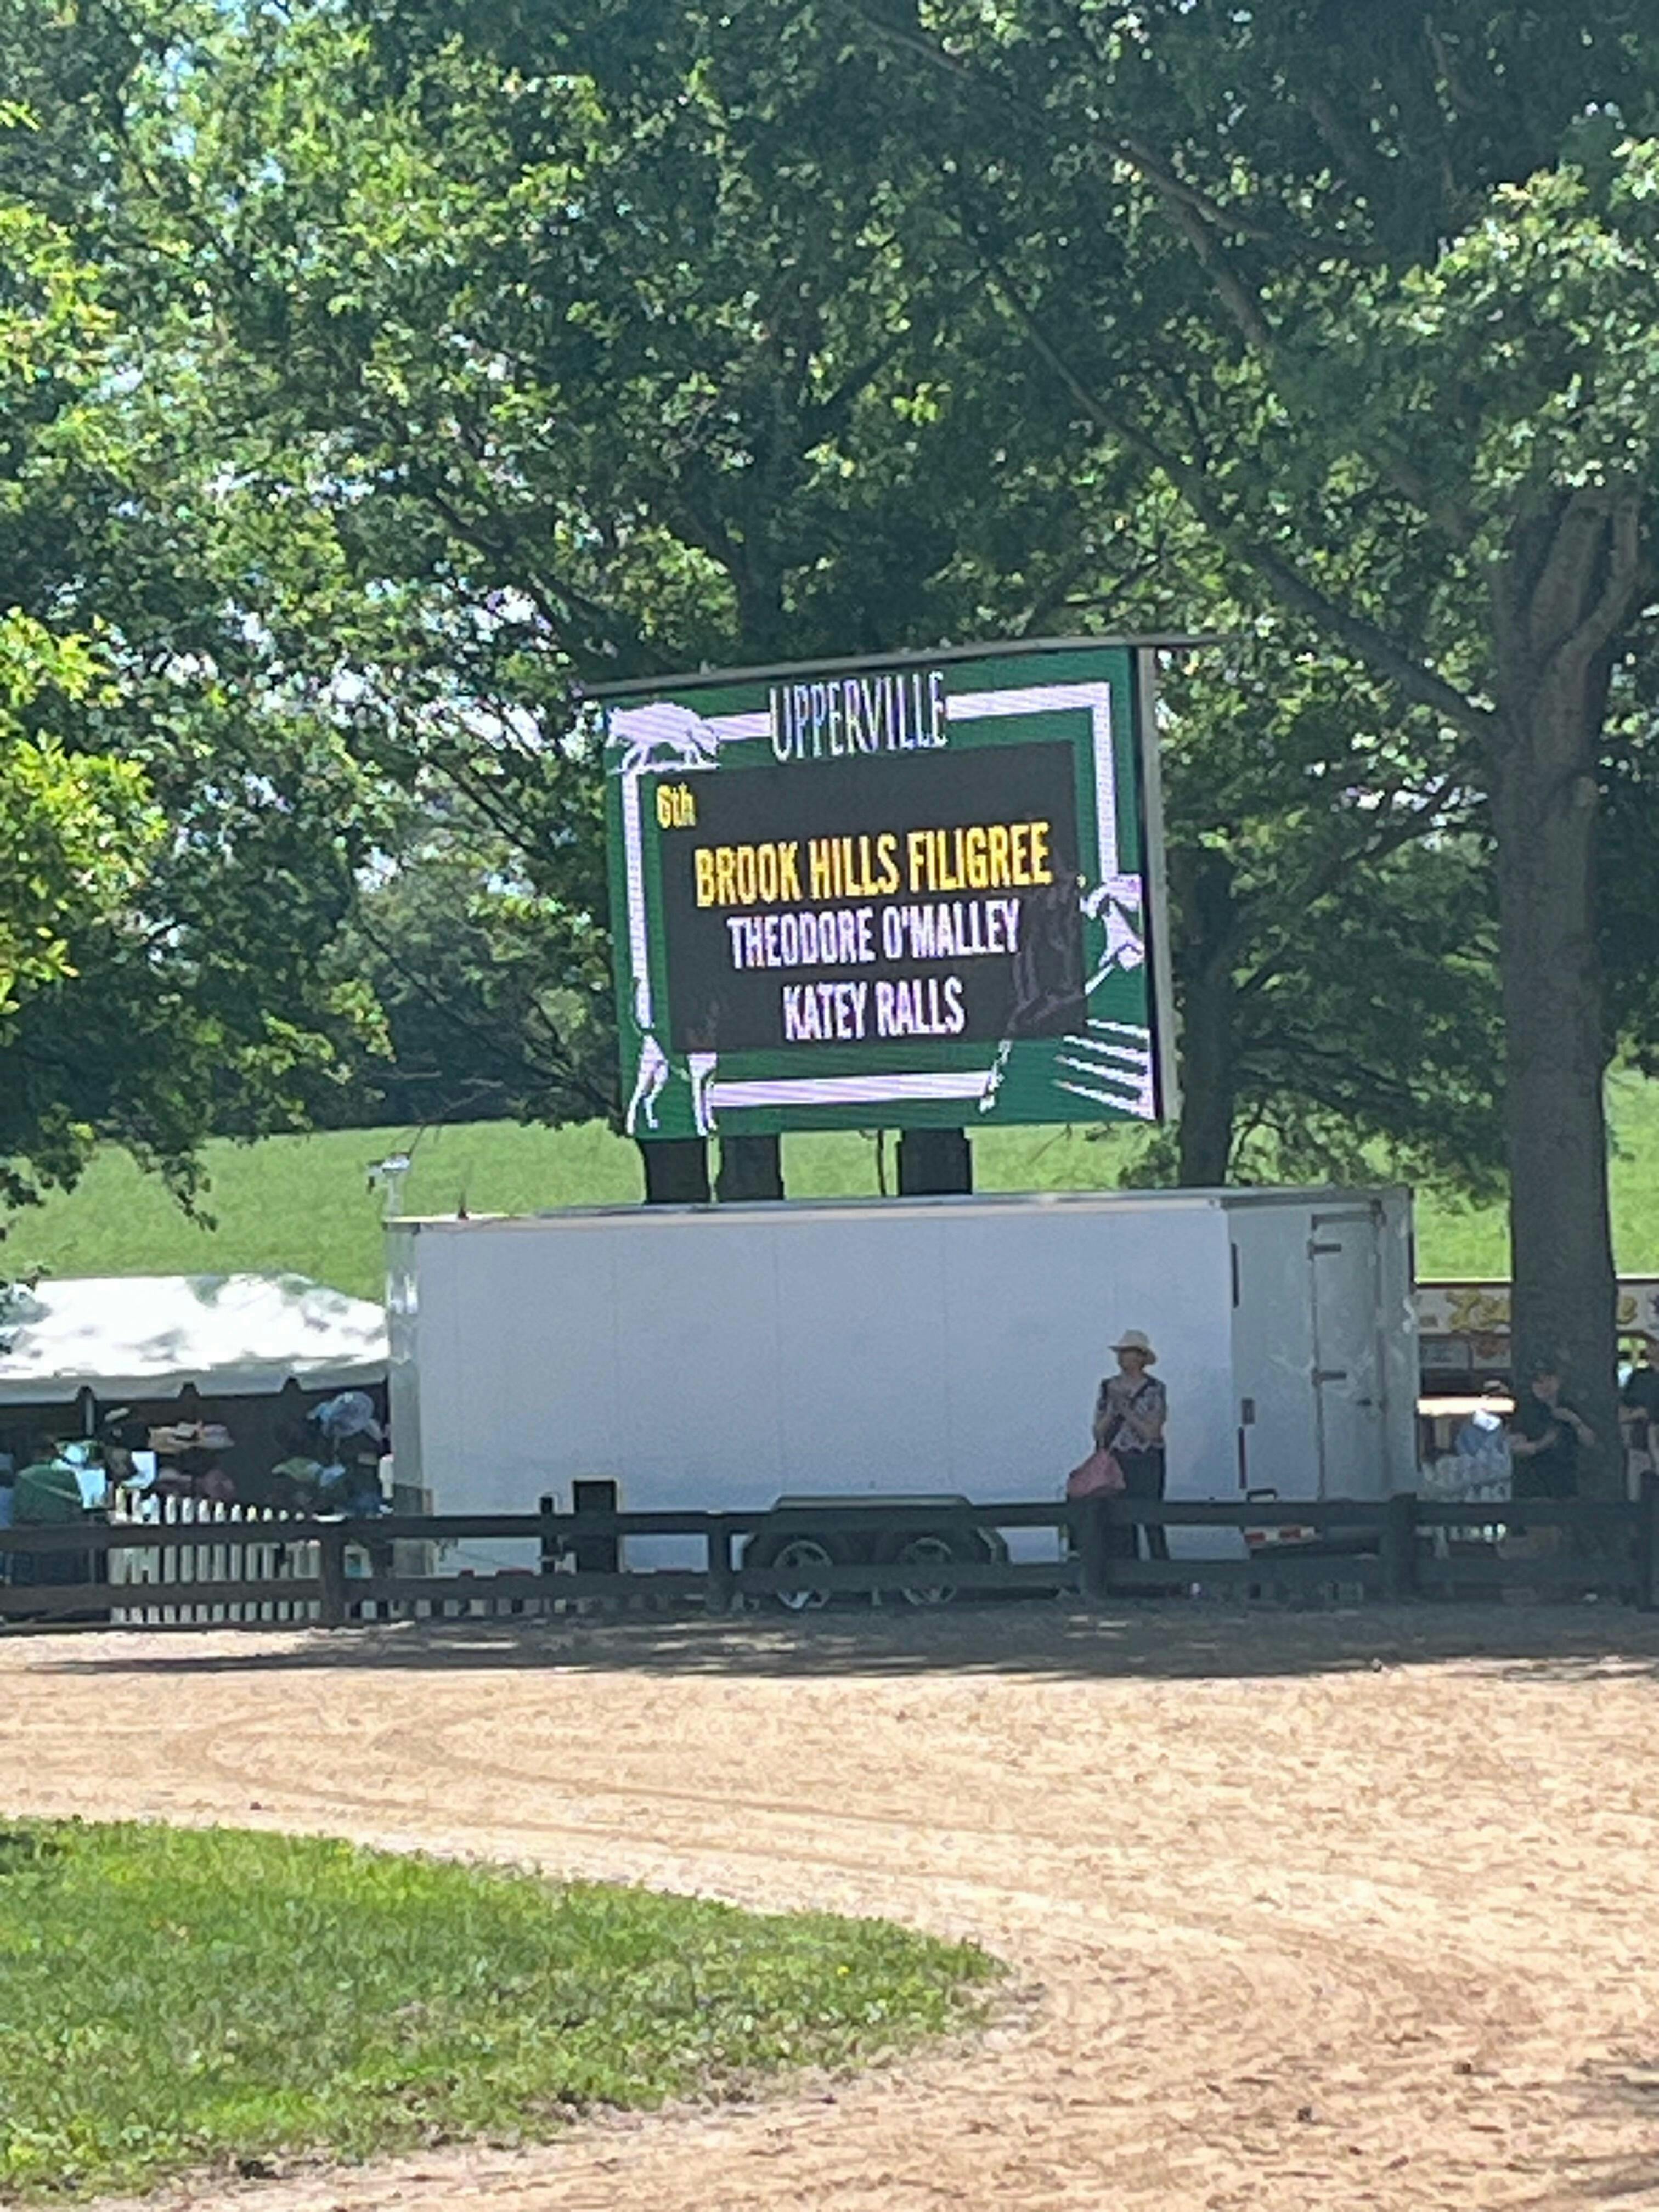 UPPERVILLE
6th
BROOK HILLS FILIGREE
THEODORE O'MALLEY
KATEY RALLS